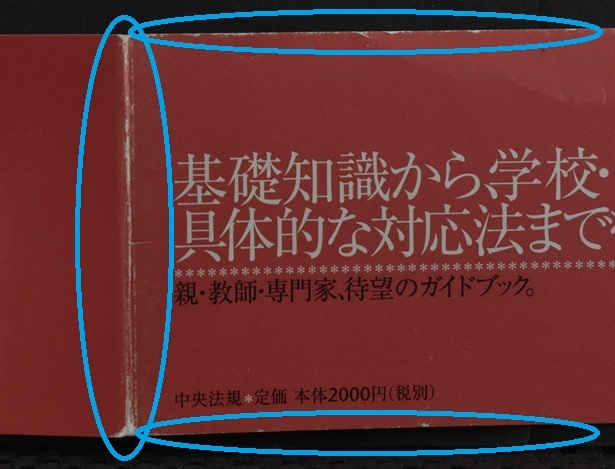 基礎知識から、学校・
具体的な対応法まで
親・教師・専門家、待望のガイドブック。
中央法規*定価 本体2000円(税別)